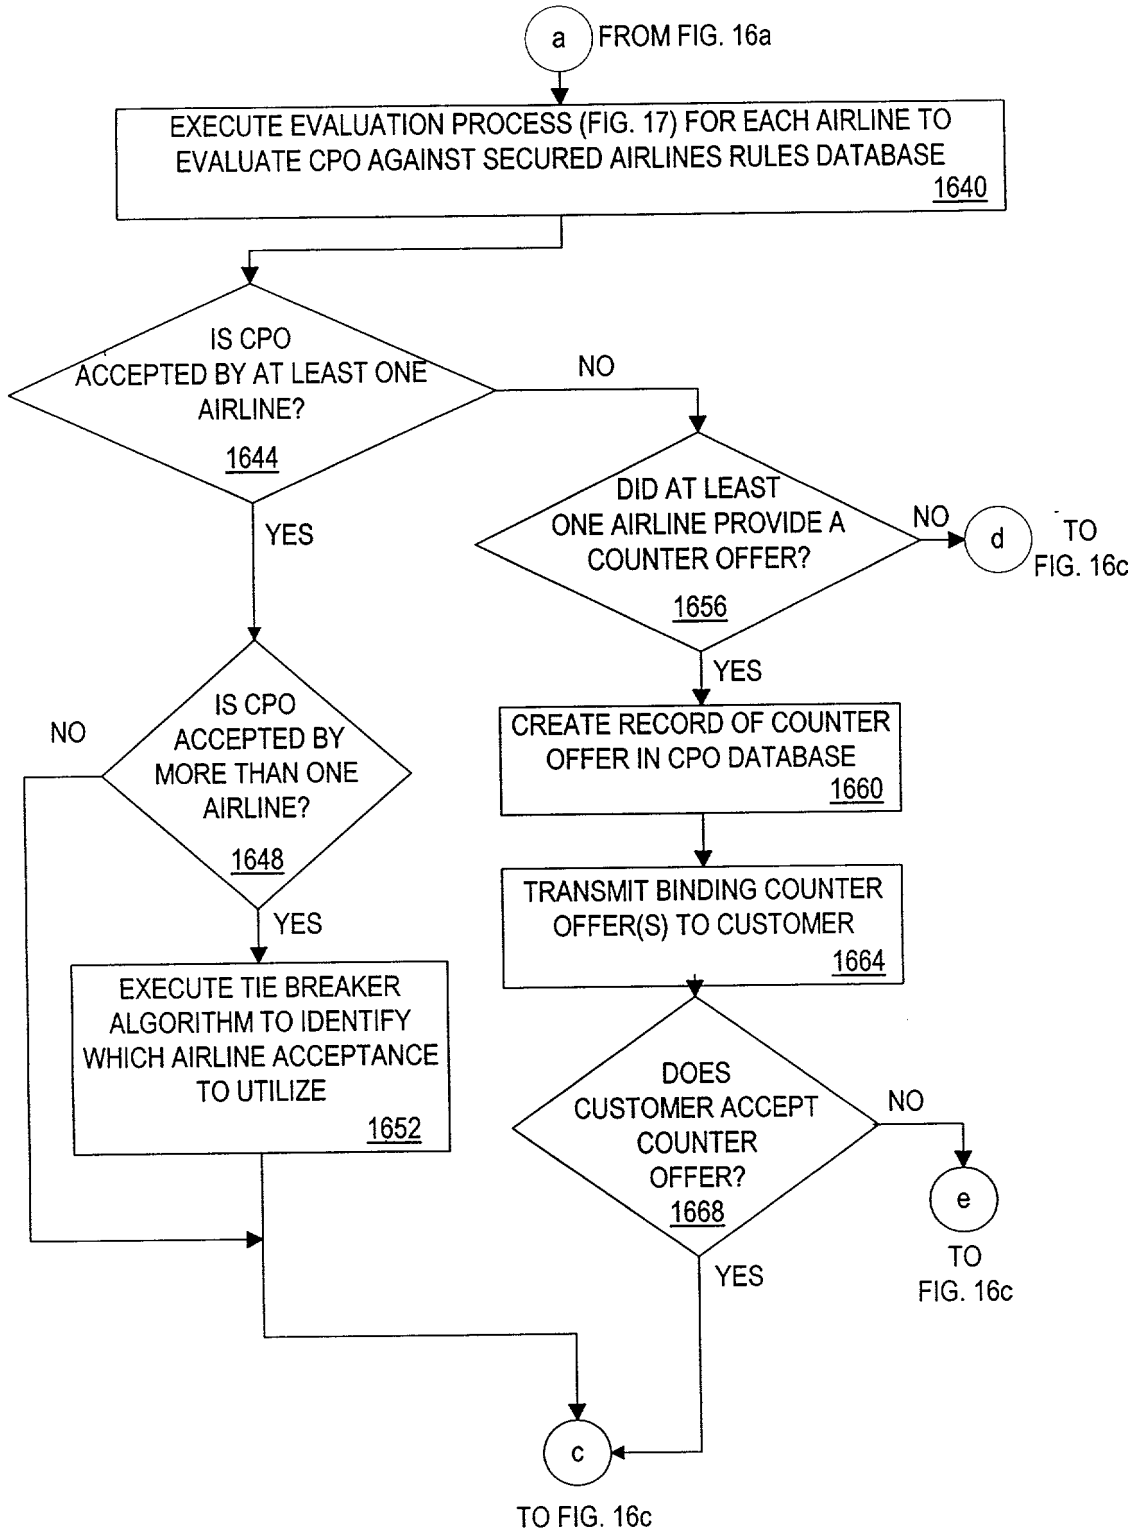 a
FROM FIG. 16a
EXECUTE EVALUATION PROCESS (FIG. 17) FOR EACH AIRLINE TO
EVALUATE CPO AGAINST SECURED AIRLINES RULES DATABASE
1640
IS CPO
ACCEPTED BY AT LEAST ONE
AIRLINE?
1644
NO
YES
DID AT LEAST
ONE AIRLINE PROVIDE A
COUNTER OFFER?
1656
NO
d
TO
FIG. 16c
YES
IS CPO
ACCEPTED BY
MORE THAN ONE
AIRLINE?
1648
NO
YES
CREATE RECORD OF COUNTER
OFFER IN CPO DATABASE
1660
TRANSMIT BINDING COUNTER
OFFER(S) TO CUSTOMER
1664
EXECUTE TIE BREAKER
ALGORITHM TO IDENTIFY
WHICH AIRLINE ACCEPTANCE
TO UTILIZE
1652
DOES
CUSTOMER ACCEPT
COUNTER
OFFER?
1668
NO
e
TO
FIG. 16c
YES
c
TO FIG. 16c